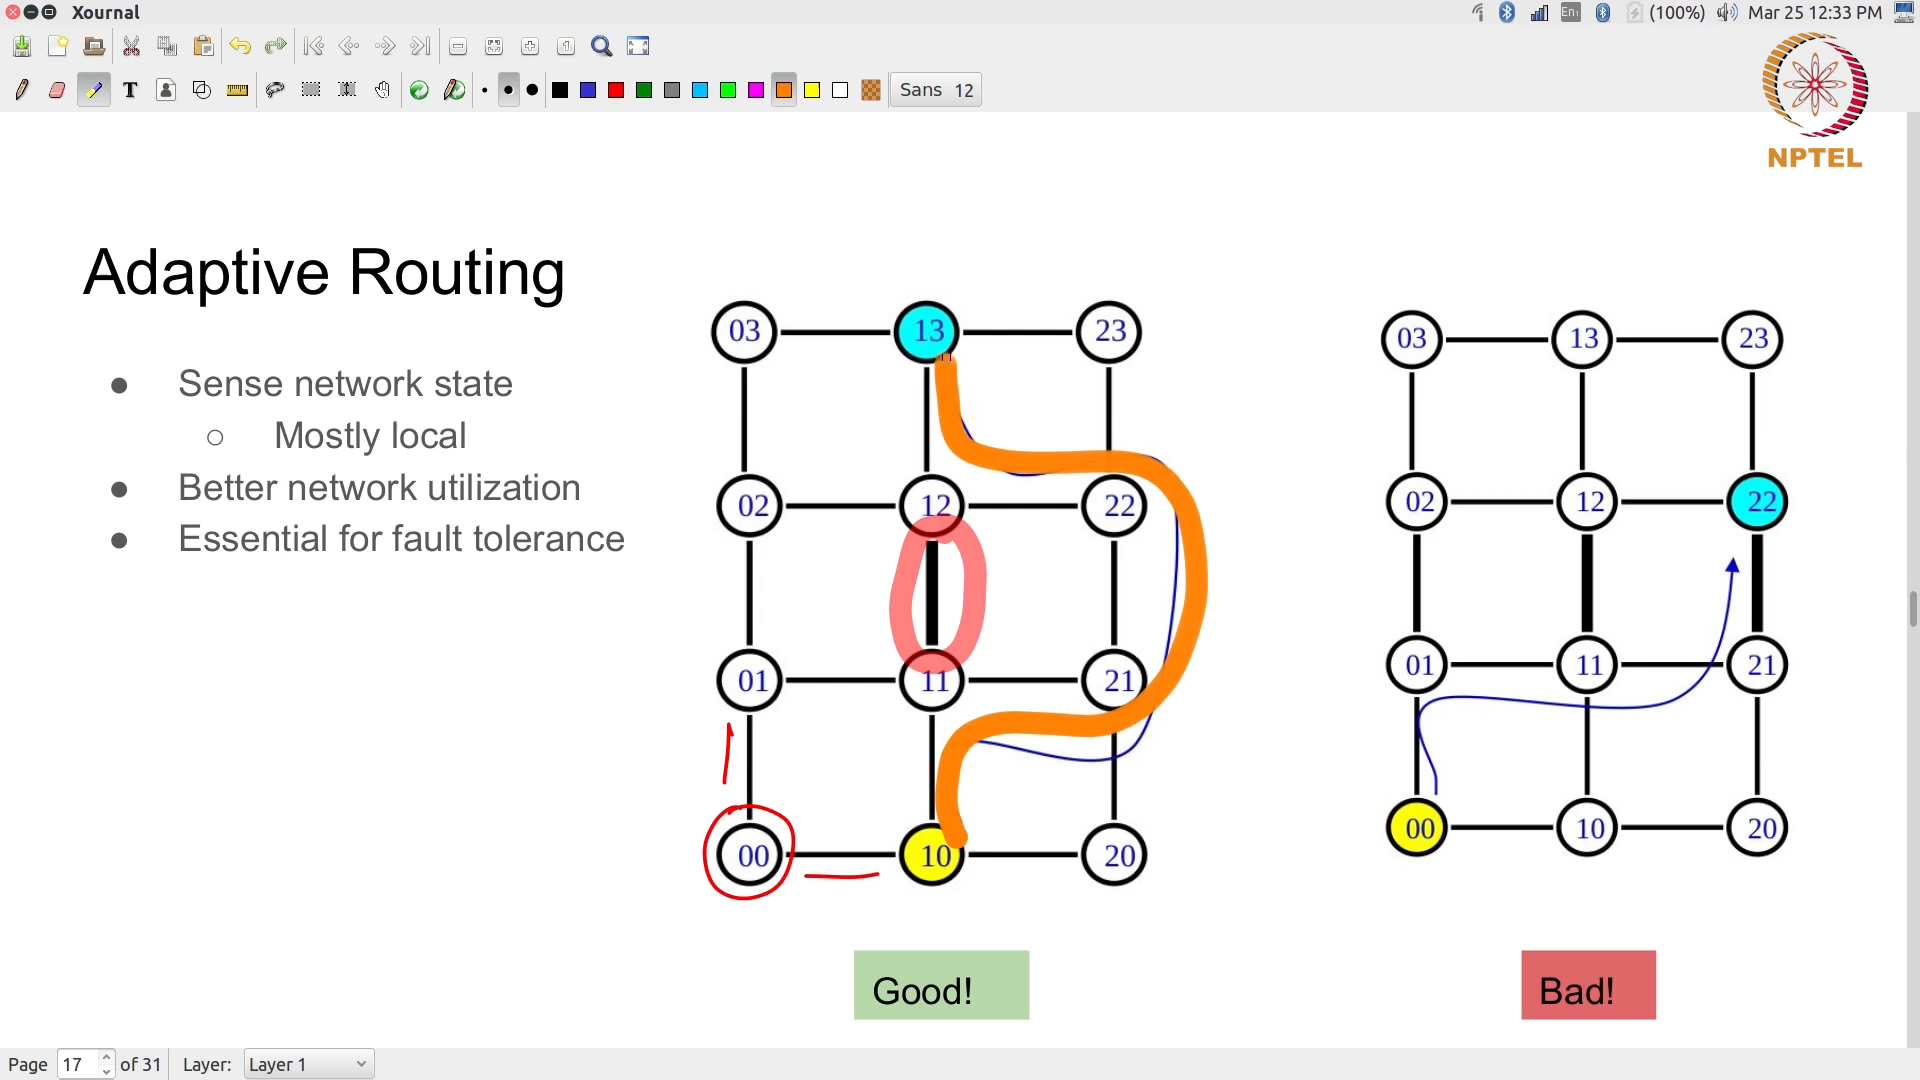 Xournal
En1
(100%)
Mar 25 12:33 PM
T
Sans 12
NPTEL
Adaptive Routing
● Sense network state
○ Mostly local
● Better network utilization
● Essential for fault tolerance
03 13 23
02 12 22
01 11 21
00 10 20
Good!
03 13 23
02 12 22
01 11 21
00 10 20
Bad!
Page 17 of 31 Layer: Layer 1